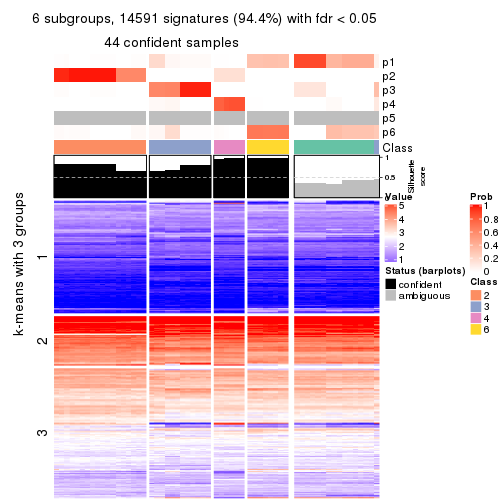 6 subgroups, 14591 signatures (94.4%) with fdr < 0.05
44 confident samples
p1
p2
p3
p4
p5
p6
Class
1
0.5
0
Silhouette
score
k-means with 3 groups
1
2
3
Value
5
4
3
2
1
Status (barplots)
confident
ambiguous
Prob
1
0.8
0.6
0.4
0.2
0
Class
2
3
4
6